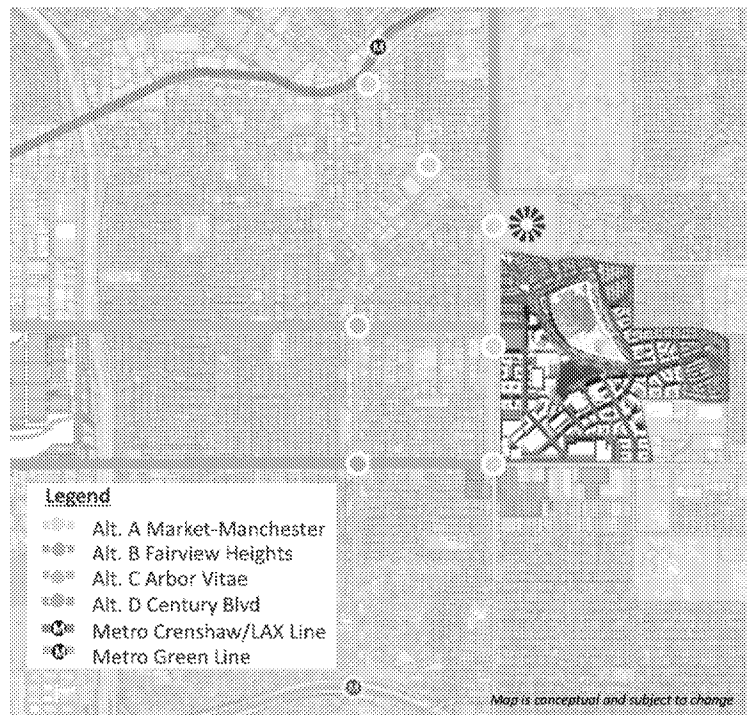 M
Legend
Alt. A Market-Manchester
Alt. B Fairview Heights
Alt. C Arbor Vitae
Alt. D Century Blvd
M Metro Crenshaw/LAX Line
M Metro Green Line
M
Map is conceptual and subject to change